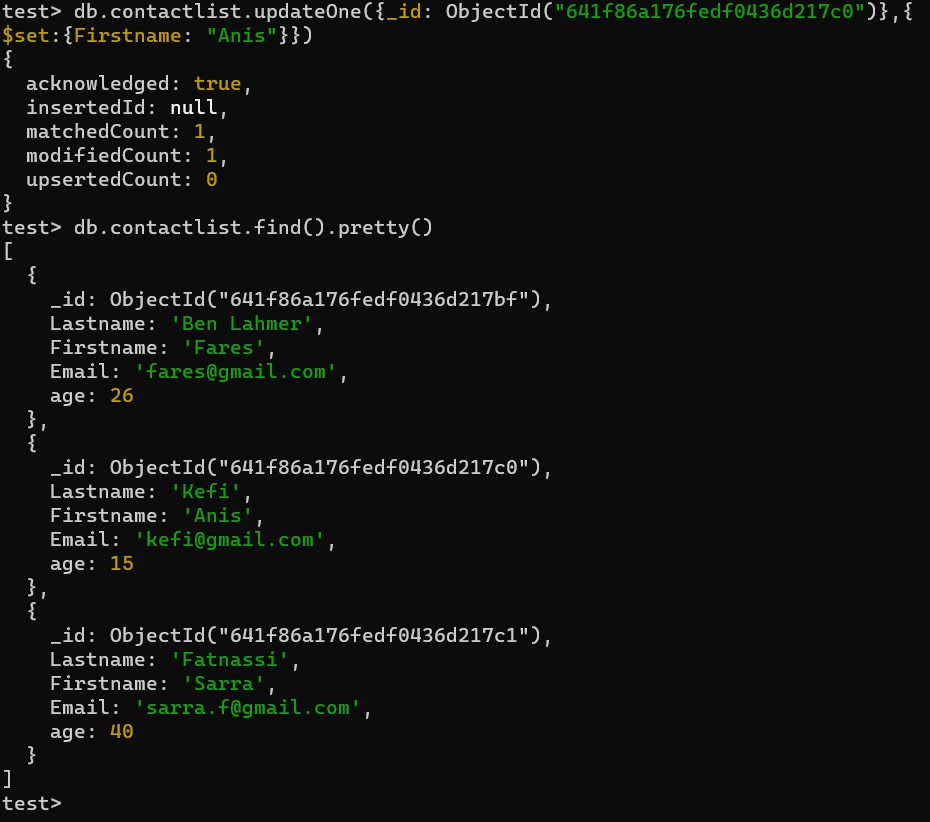 test> db.contactlist.updateOne({_id: ObjectId("641f86a176fedf0436d217c0")},{
$set:{Firstname: "Anis"}})
{
  acknowledged: true,
  insertedId: null,
  matchedCount: 1,
  modifiedCount: 1,
  upsertedCount: 0
}
test> db.contactlist.find().pretty()
[
  {
    _id: ObjectId("641f86a176fedf0436d217bf"),
    Lastname: 'Ben Lahmer',
    Firstname: 'Fares',
    Email: 'fares@gmail.com',
    age: 26
  },
  {
    _id: ObjectId("641f86a176fedf0436d217c0"),
    Lastname: 'Kefi',
    Firstname: 'Anis',
    Email: 'kefi@gmail.com',
    age: 15
  },
  {
    _id: ObjectId("641f86a176fedf0436d217c1"),
    Lastname: 'Fatnassi',
    Firstname: 'Sarra',
    Email: 'sarra.f@gmail.com',
    age: 40
  }
]
test>